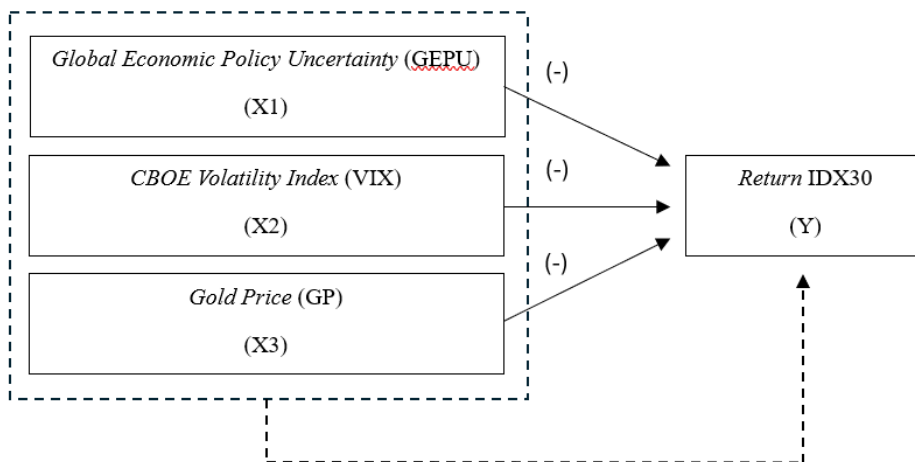 Global Economic Policy Uncertainty (GEPU)
(X1)
(-)
CBOE Volatility Index (VIX)
(X2)
(-)
Gold Price (GP)
(X3)
(-)
Return IDX30
(Y)